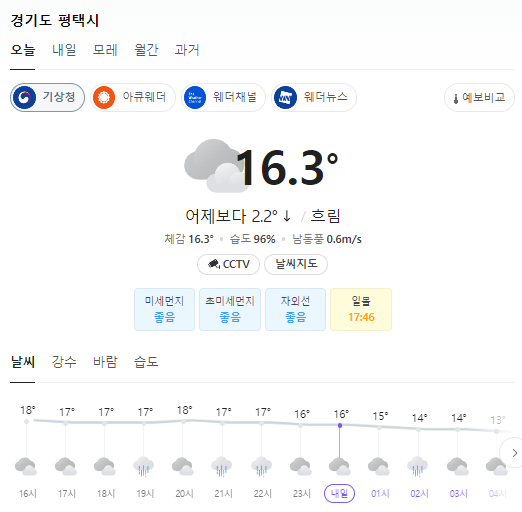 경기도 평택시
오늘 내일 모레 월간 과거
기상청 아큐웨더 The Weather Channel 웨더채널 웨더뉴스 예보비교
16.3°
어제보다 2.2°↓ / 흐림
체감 16.3° 습도 96% 남동풍 0.6m/s
CCTV 날씨지도
미세먼지 초미세먼지 자외선 일몰
좋음 좋음 좋음 17:46
날씨 강수 바람 습도
18° 17° 17° 17° 18° 17° 17° 16° 16° 15° 14° 14° 13°
16시 17시 18시 19시 20시 21시 22시 23시 내일 01시 02시 03시 04시